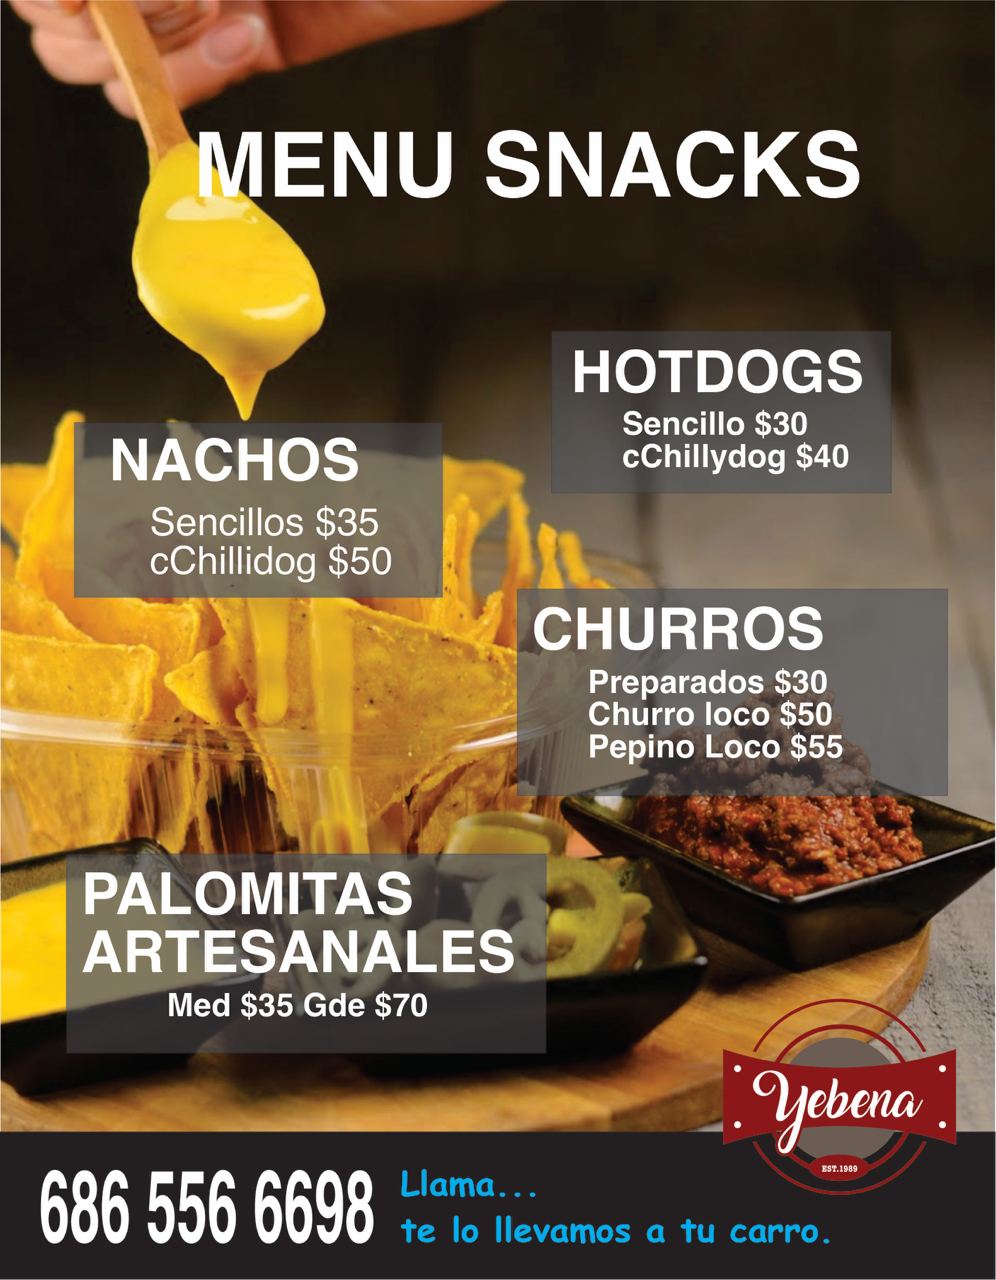 MENU SNACKS
HOTDOGS
Sencillo $30
cChillydog $40
NACHOS
Sencillos $35
cChillidog $50
CHURROS
Preparados $30
Churro loco $50
Pepino Loco $55
PALOMITAS
ARTESANALES
Med $35 Gde $70
Yebena
EST.1989
686 556 6698
Llama...
te lo llevamos a tu carro.